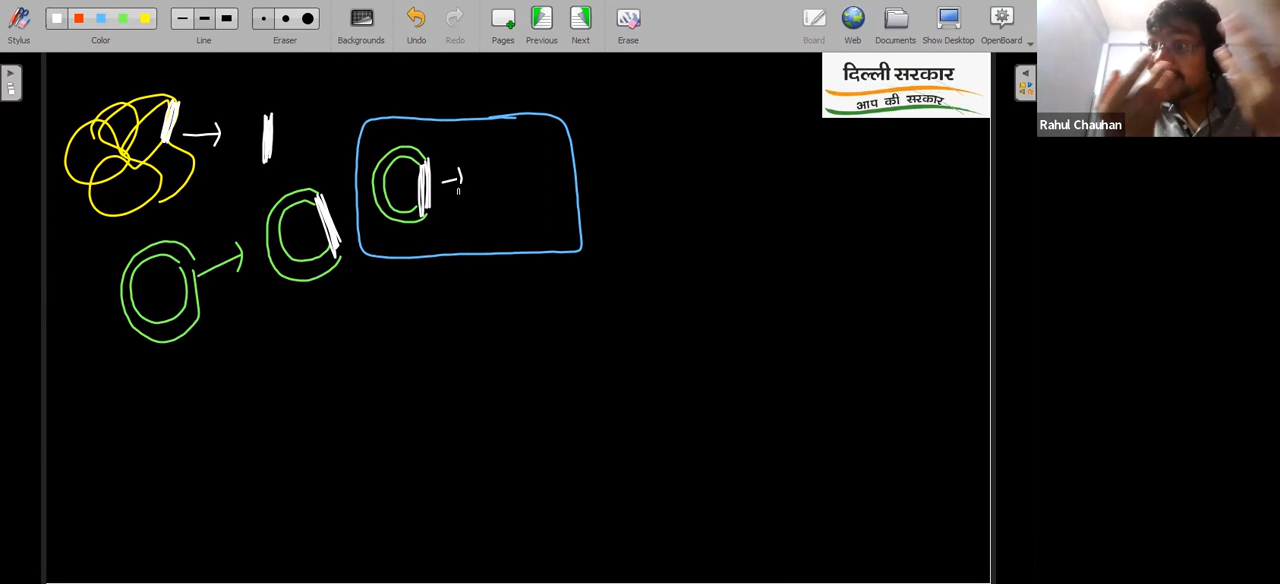 Stylus
Color
Line
Eraser
Backgrounds
Undo
Redo
Pages
Previous
Next
Erase
Board
Web
Documents
Show Desktop
OpenBoard
दिल्ली सरकार
आप की सरकार
Rahul Chauhan